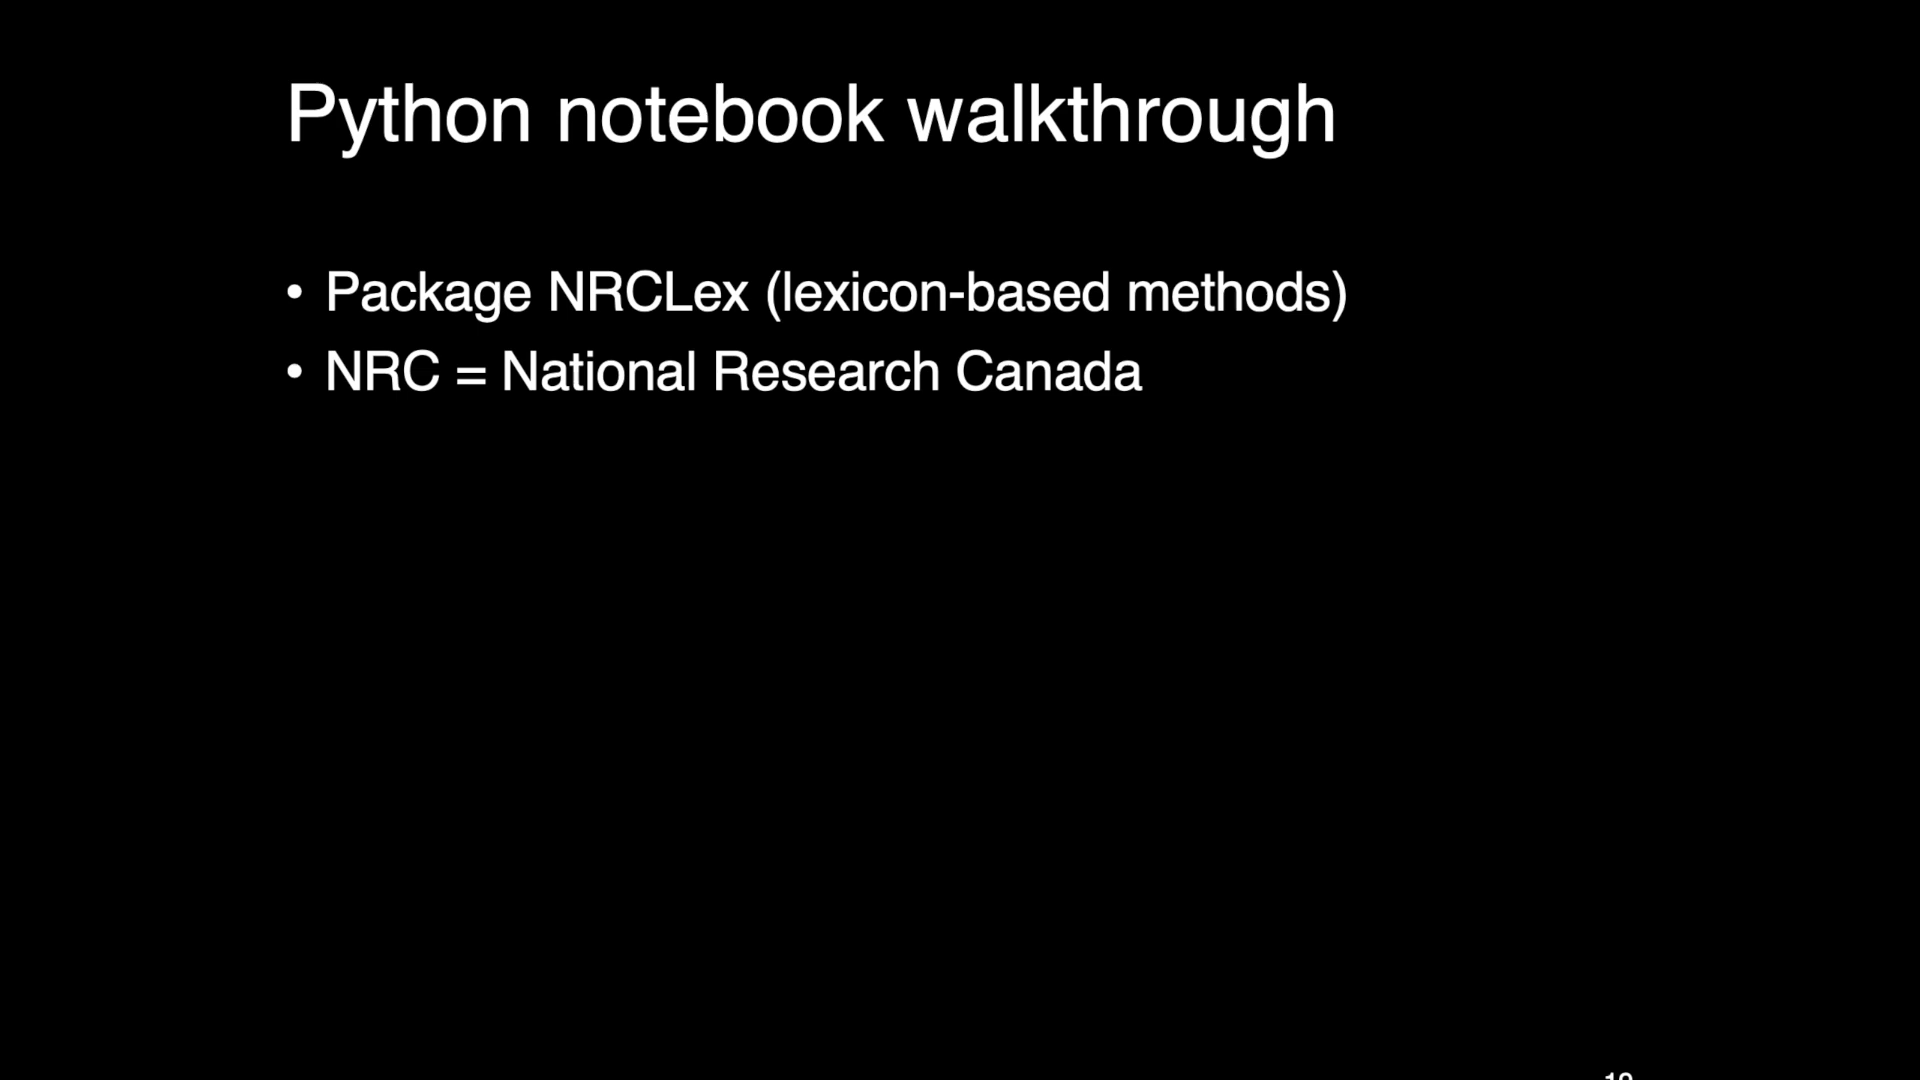 Python notebook walkthrough
• Package NRCLex (lexicon-based methods)
• NRC = National Research Canada